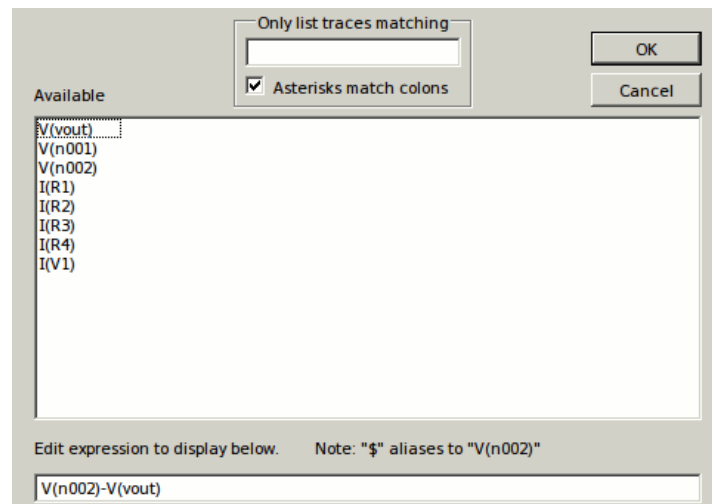 Only list traces matching
OK
Asterisks match colons
Cancel
Available
V(vout)
V(n001)
V(n002)
I(R1)
I(R2)
I(R3)
I(R4)
I(V1)
Edit expression to display below. Note: "$" aliases to "V(n002)"
V(n002)-V(vout)